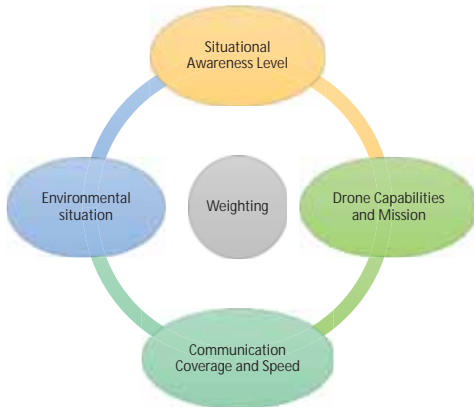 Situational
Awareness Level
Environmental
situation
Weighting
Drone Capabilities
and Mission
Communication
Coverage and Speed